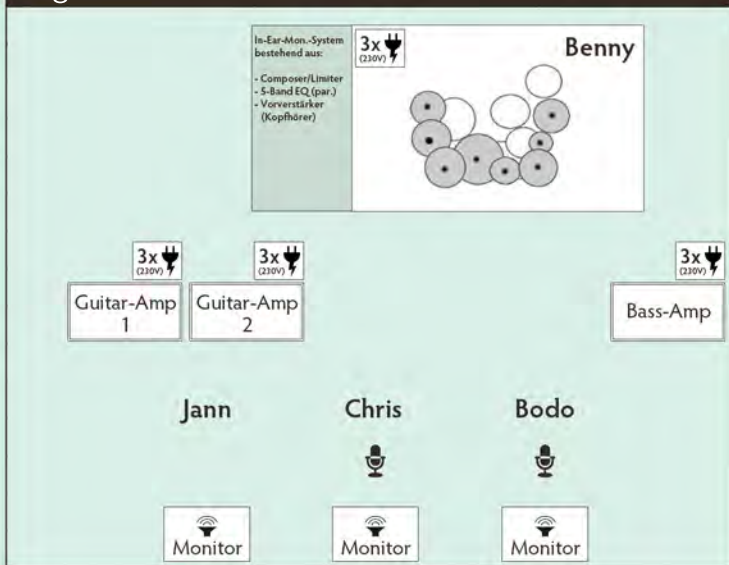 In-Ear-Mon.-System
bestehend aus:
- Composer/Limiter
- 5-Band EQ (par.)
- Vorverstärker
(Kopfhörer)
3x
(230V)
Benny
3x
(230V)
3x
(230V)
3x
(230V)
Guitar-Amp
1
Guitar-Amp
2
Bass-Amp
Jann
Chris
Bodo
Monitor
Monitor
Monitor